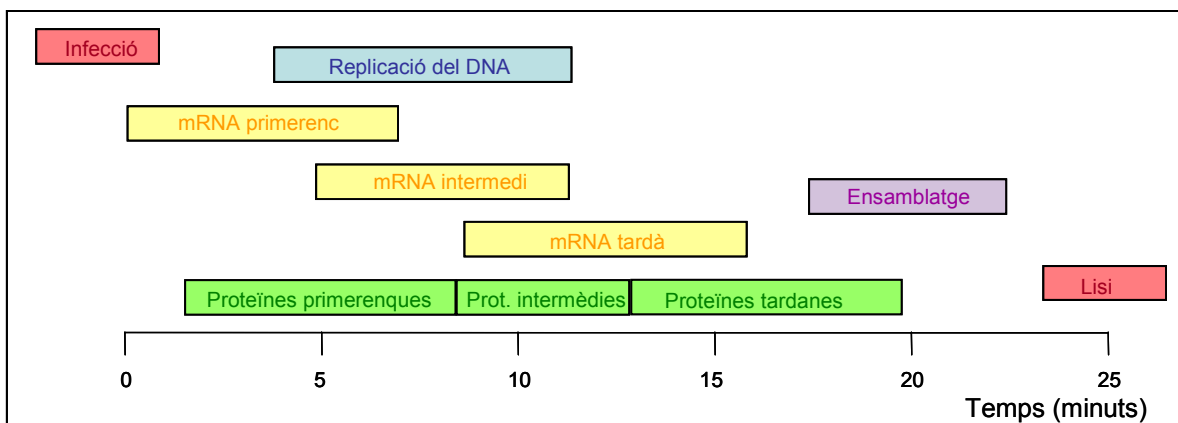 Infecció
Replicació del DNA
mRNA primerenc
mRNA intermedi
Ensamblatge
mRNA tardà
Proteïnes primerenques
Prot. intermèdies
Proteïnes tardanes
Lisi
0 5 10 15 20 25
Temps (minuts)